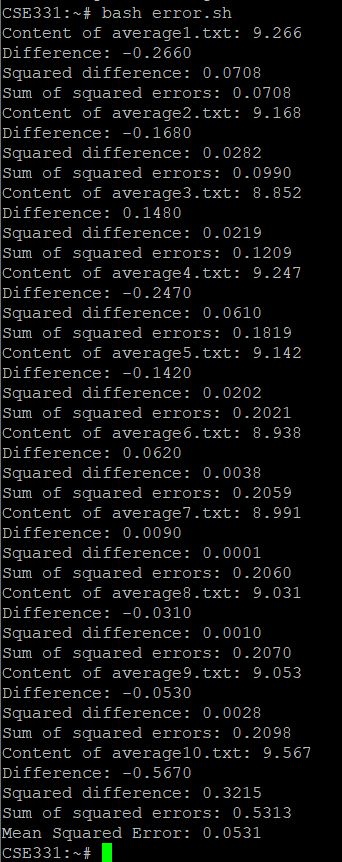 CSE331:~# bash error.sh
Content of average1.txt: 9.266
Difference: -0.2660
Squared difference: 0.0708
Sum of squared errors: 0.0708
Content of average2.txt: 9.168
Difference: -0.1680
Squared difference: 0.0282
Sum of squared errors: 0.0990
Content of average3.txt: 8.852
Difference: 0.1480
Squared difference: 0.0219
Sum of squared errors: 0.1209
Content of average4.txt: 9.247
Difference: -0.2470
Squared difference: 0.0610
Sum of squared errors: 0.1819
Content of average5.txt: 9.142
Difference: -0.1420
Squared difference: 0.0202
Sum of squared errors: 0.2021
Content of average6.txt: 8.938
Difference: 0.0620
Squared difference: 0.0038
Sum of squared errors: 0.2059
Content of average7.txt: 8.991
Difference: 0.0090
Squared difference: 0.0001
Sum of squared errors: 0.2060
Content of average8.txt: 9.031
Difference: -0.0310
Squared difference: 0.0010
Sum of squared errors: 0.2070
Content of average9.txt: 9.053
Difference: -0.0530
Squared difference: 0.0028
Sum of squared errors: 0.2098
Content of average10.txt: 9.567
Difference: -0.5670
Squared difference: 0.3215
Sum of squared errors: 0.5313
Mean Squared Error: 0.0531
CSE331:~#